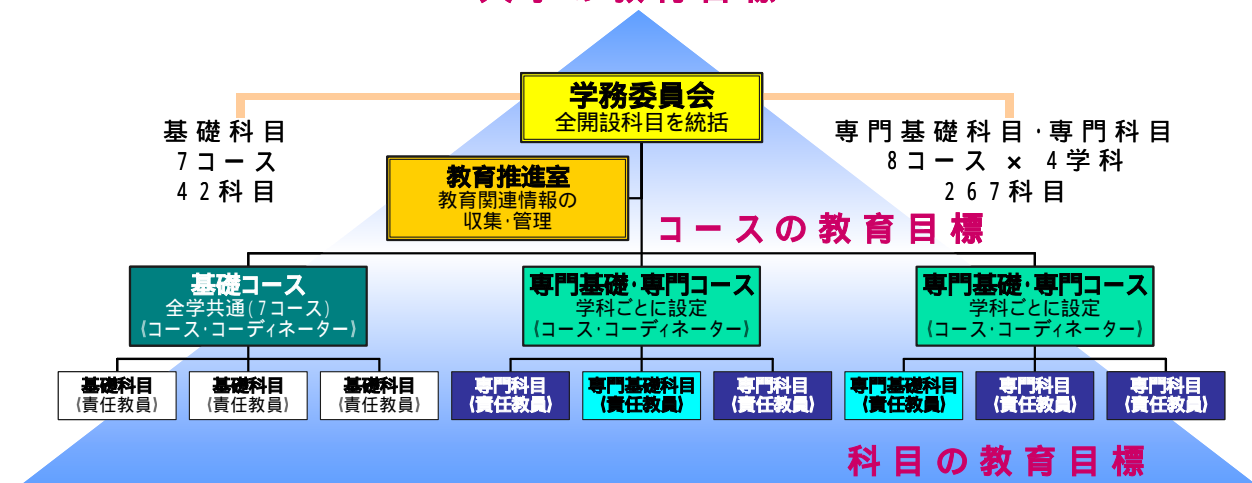 の教育目標
学務委員会
全開設科目を統括
基礎科目
7コース
42科目
専門基礎科目・専門科目
8コース × 4学科
267科目
教育推進室
教育関連情報の
収集・管理
コースの教育目標
基礎コース
全学共通(7コース)
(コース・コーディネーター)
専門基礎・専門コース
学科ごとに設定
(コース・コーディネーター)
専門基礎・専門コース
学科ごとに設定
(コース・コーディネーター)
基礎科目
(責任教員)
基礎科目
(責任教員)
基礎科目
(責任教員)
専門科目
(責任教員)
専門基礎科目
(責任教員)
専門科目
(責任教員)
専門基礎科目
(責任教員)
専門科目
(責任教員)
専門科目
(責任教員)
科目の教育目標